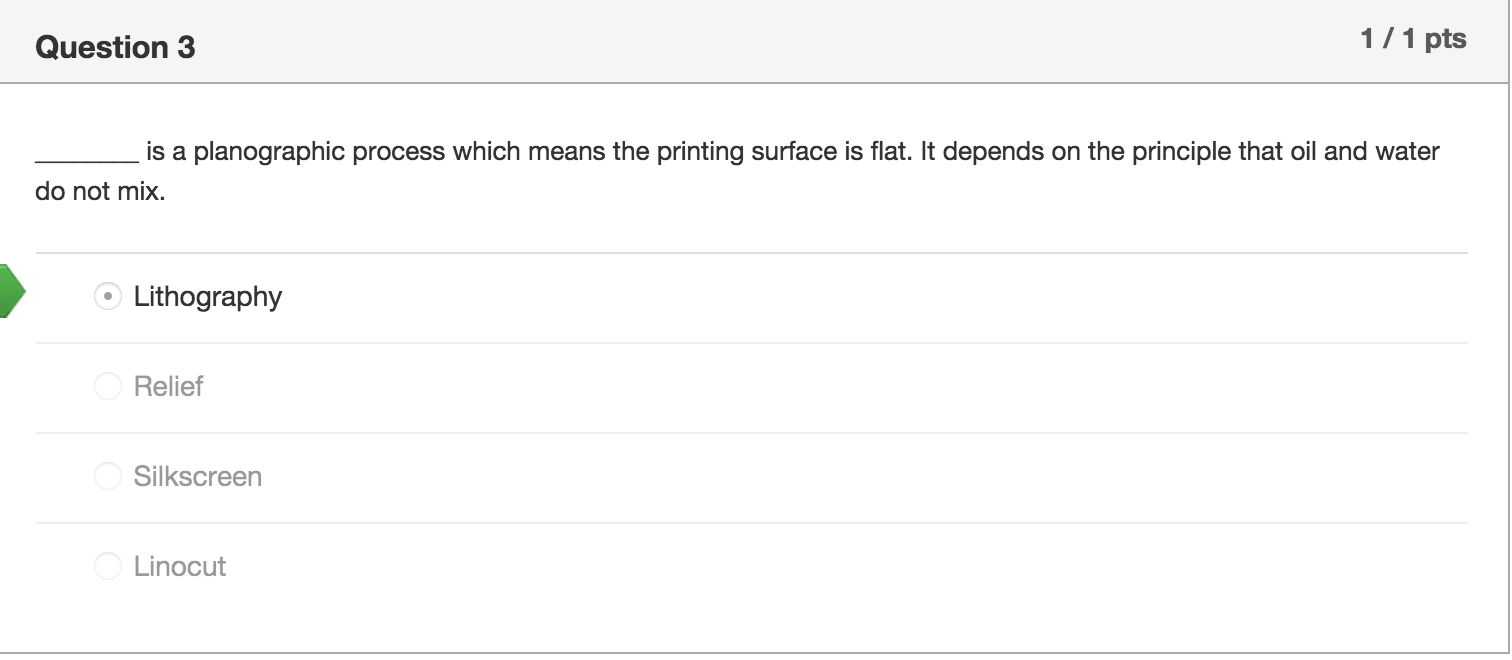 Question 3
1 / 1 pts
________ is a planographic process which means the printing surface is flat. It depends on the principle that oil and water
do not mix.
Lithography
Relief
Silkscreen
Linocut